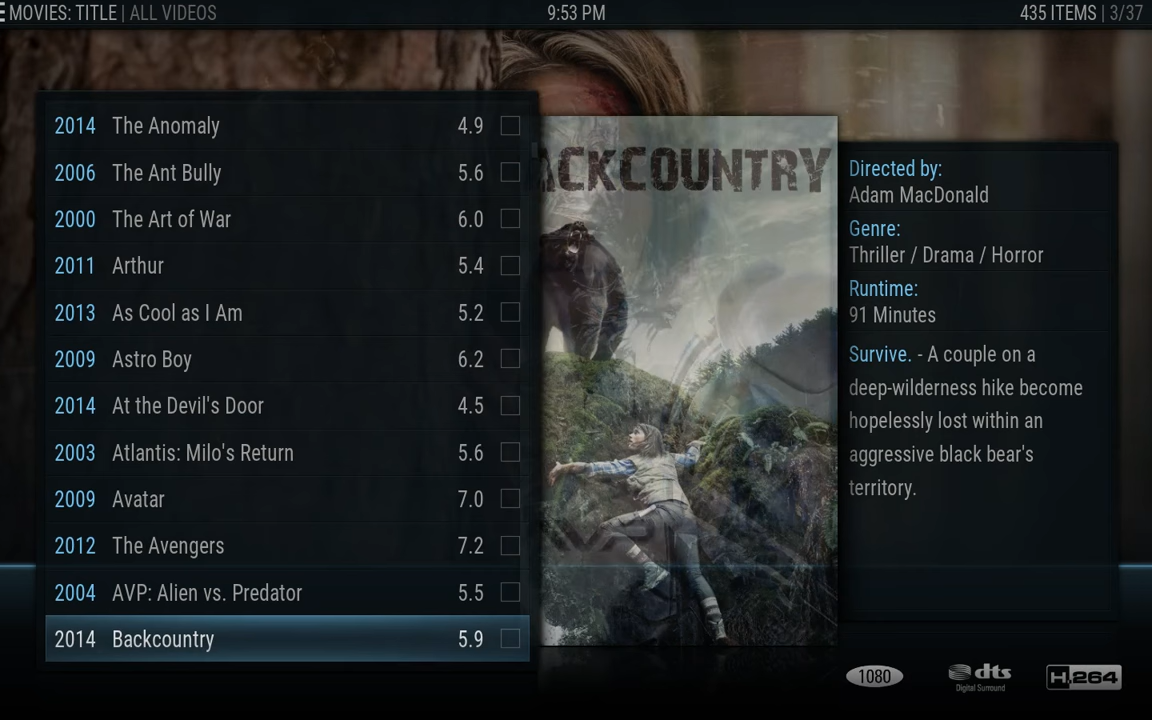 MOVIES: TITLE | ALL VIDEOS
9:53 PM
435 ITEMS | 3/37
2014 The Anomaly 4.9
2006 The Ant Bully 5.6
2000 The Art of War 6.0
2011 Arthur 5.4
2013 As Cool as I Am 5.2
2009 Astro Boy 6.2
2014 At the Devil's Door 4.5
2003 Atlantis: Milo's Return 5.6
2009 Avatar 7.0
2012 The Avengers 7.2
2004 AVP: Alien vs. Predator 5.5
2014 Backcountry 5.9
ACKCOUNTRY
Directed by:
Adam MacDonald
Genre:
Thriller / Drama / Horror
Runtime:
91 Minutes
Survive. - A couple on a
deep-wilderness hike become
hopelessly lost within an
aggressive black bear's
territory.
1080
dts
Digital Surround
H.264